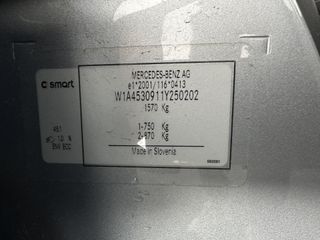 smart
MERCEDES-BENZ AG
e1*2001/116*0413
W1A4530911Y250202
1570 KG
1-750 KG
2-970 KG
Made in Slovenia